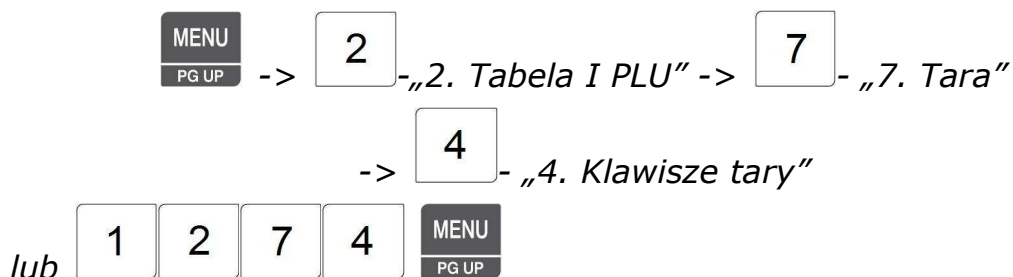 MENU
PG UP -> 2 -„2. Tabela I PLU” -> 7 - „7. Tara”
-> 4 - „4. Klawisze tary”
lub 1 2 7 4 MENU
PG UP